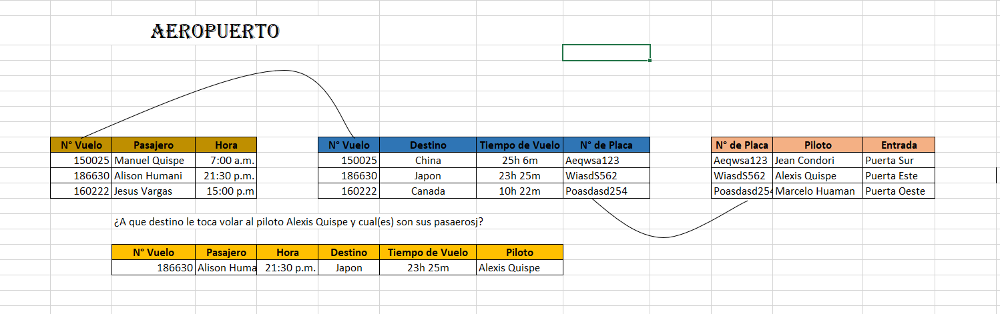 AEROPUERTO
N° Vuelo Pasajero Hora
150025 Manuel Quispe 7:00 a.m.
186630 Alison Humani 21:30 p.m.
160222 Jesus Vargas 15:00 p.m
N° Vuelo Destino Tiempo de Vuelo N° de Placa
150025 China 25h 6m Aeqwsa123
186630 Japon 23h 25m WiasdS562
160222 Canada 10h 22m Poasdasd254
N° de Placa Piloto Entrada
Aeqwsa123 Jean Condori Puerta Sur
WiasdS562 Alexis Quispe Puerta Este
Poasdasd254 Marcelo Huaman Puerta Oeste
¿A que destino le toca volar al piloto Alexis Quispe y cual(es) son sus pasaerosj?
N° Vuelo Pasajero Hora Destino Tiempo de Vuelo Piloto
186630 Alison Huma 21:30 p.m. Japon 23h 25m Alexis Quispe